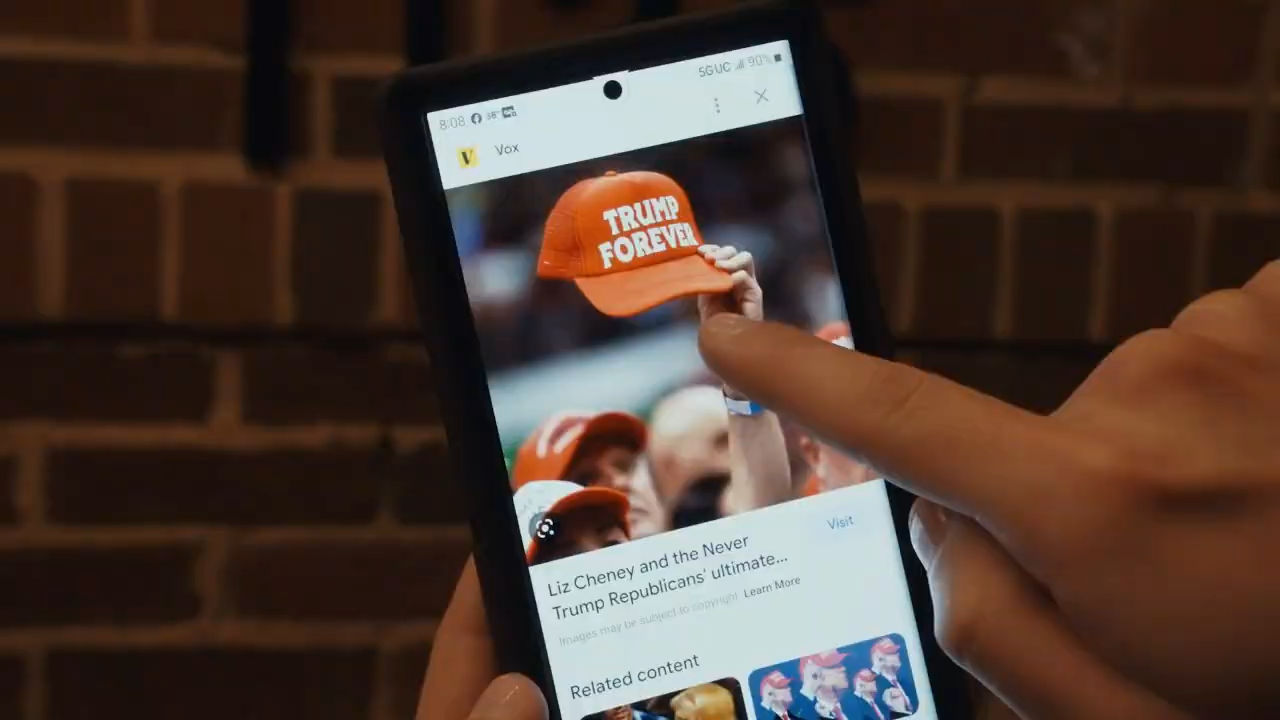 8:08
5G UC 90%
V Vox
TRUMP
FOREVER
Visit
Liz Cheney and the Never
Trump Republicans' ultimate...
Images may be subject to copyright. Learn More
Related content